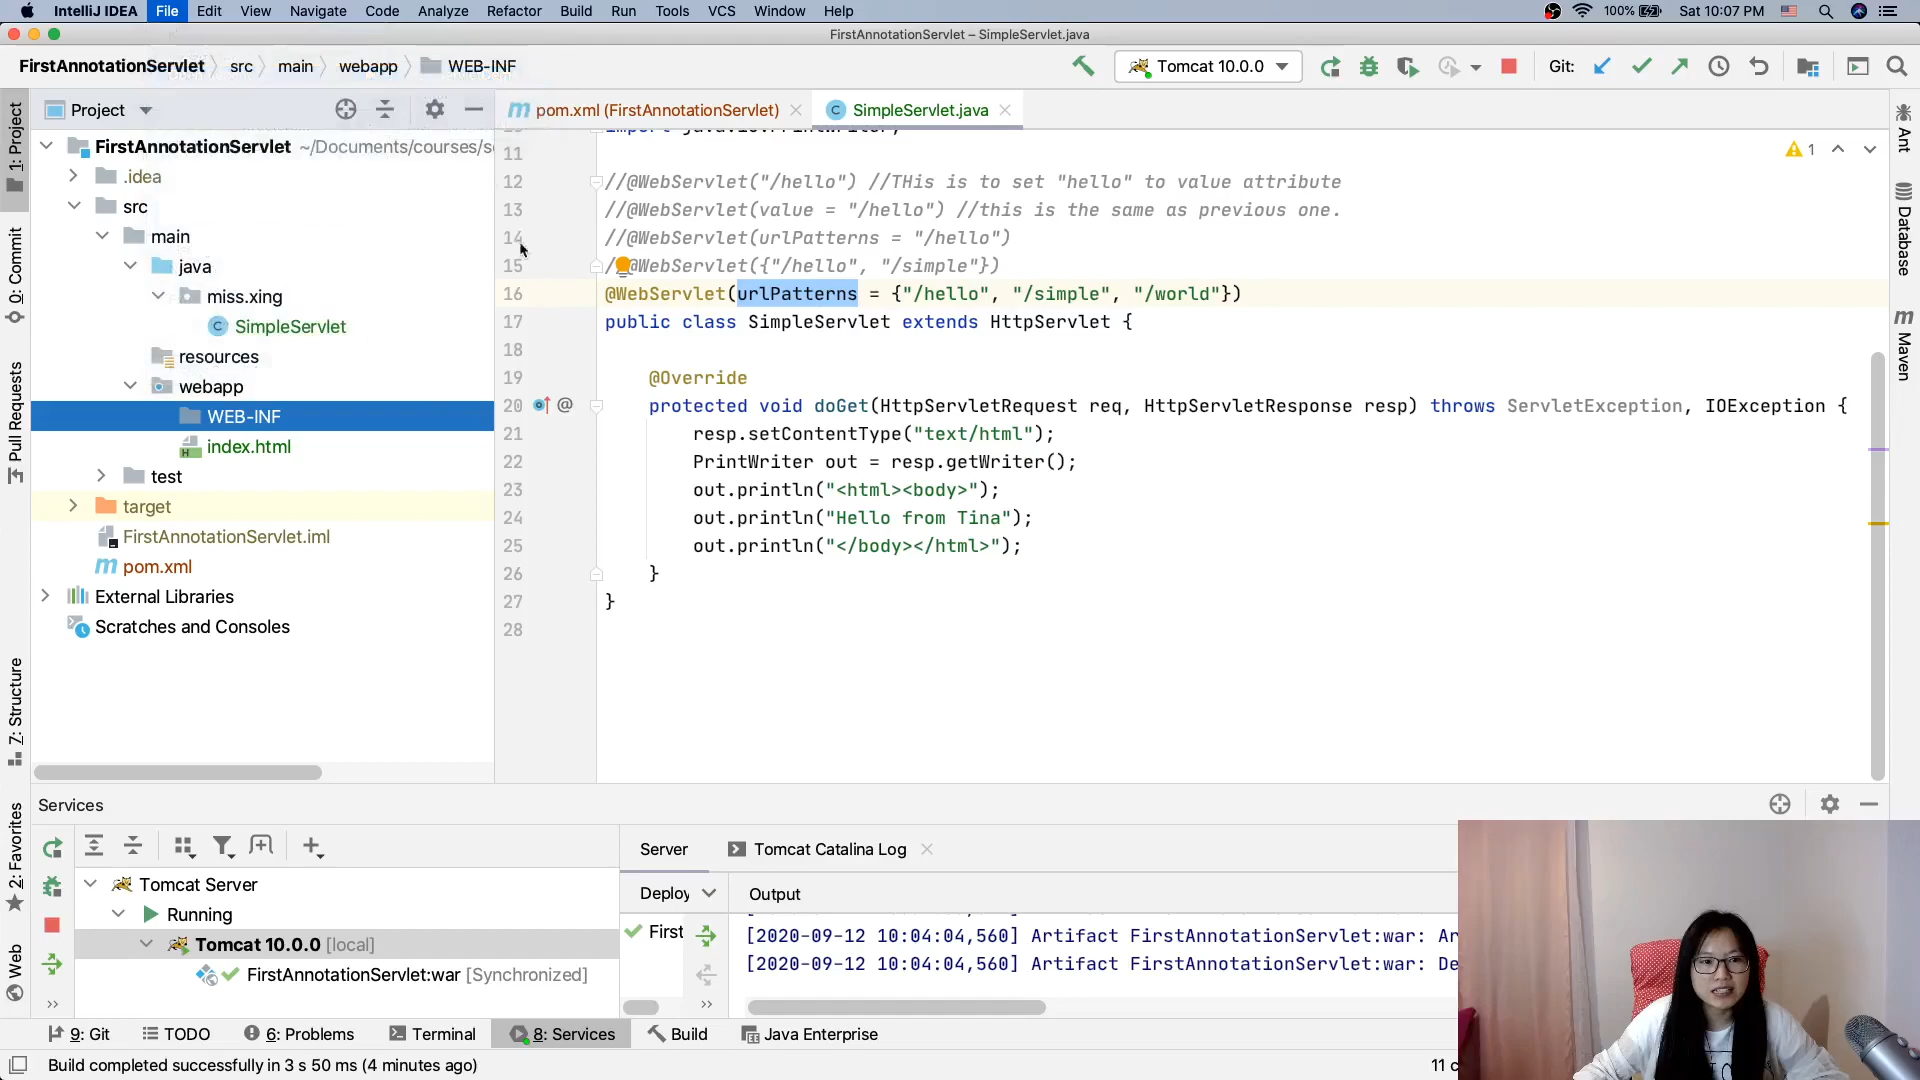 IntelliJ IDEA File Edit View Navigate Code Analyze Refactor Build Run Tools VCS Window Help 100% Sat 10:07 PM
FirstAnnotationServlet – SimpleServlet.java
FirstAnnotationServlet src main webapp WEB-INF Tomcat 10.0.0 Git:
Project pom.xml (FirstAnnotationServlet) SimpleServlet.java
1: Project
0: Commit
Pull Requests
7: Structure
2: Favorites
Web
FirstAnnotationServlet ~/Documents/courses/s
.idea
src
main
java
miss.xing
SimpleServlet
resources
webapp
WEB-INF
index.html
test
target
FirstAnnotationServlet.iml
pom.xml
External Libraries
Scratches and Consoles
11
12 //@WebServlet("/hello") //THis is to set "hello" to value attribute
13 //@WebServlet(value = "/hello") //this is the same as previous one.
14 //@WebServlet(urlPatterns = "/hello")
15 /@WebServlet({"/hello", "/simple"})
16 @WebServlet(urlPatterns = {"/hello", "/simple", "/world"})
17 public class SimpleServlet extends HttpServlet {
18
19 @Override
20 protected void doGet(HttpServletRequest req, HttpServletResponse resp) throws ServletException, IOException {
21 resp.setContentType("text/html");
22 PrintWriter out = resp.getWriter();
23 out.println("<html><body>");
24 out.println("Hello from Tina");
25 out.println("</body></html>");
26 }
27 }
28
1
Ant
Database
Maven
Services
Server Tomcat Catalina Log
Tomcat Server
Running
Tomcat 10.0.0 [local]
FirstAnnotationServlet:war [Synchronized]
Deploy Output
First
[2020-09-12 10:04:04,560] Artifact FirstAnnotationServlet:war: Ar
[2020-09-12 10:04:04,560] Artifact FirstAnnotationServlet:war: De
9: Git TODO 6: Problems Terminal 8: Services Build Java Enterprise
Build completed successfully in 3 s 50 ms (4 minutes ago) 11 c